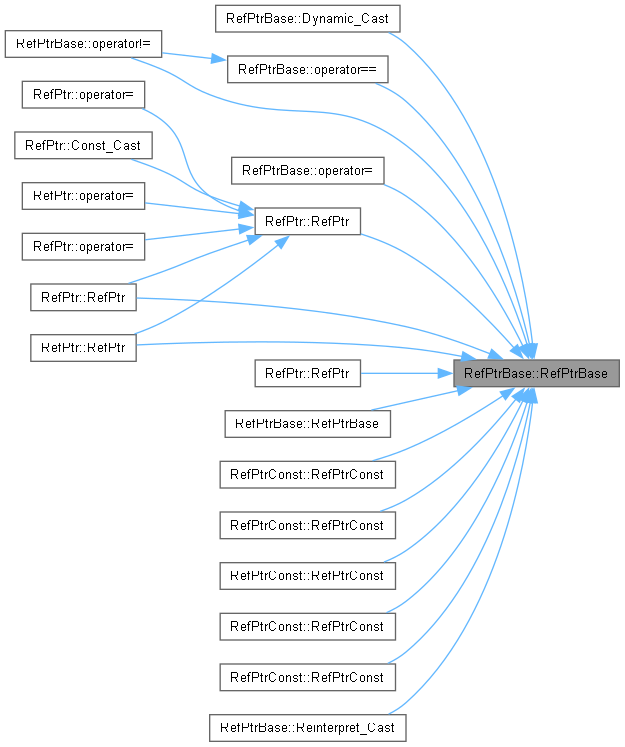 RefPtrBase::Dynamic_Cast
RefPtrBase::operator!=
RefPtrBase::operator==
RefPtr::operator=
RefPtr::Const_Cast
RefPtrBase::operator=
RefPtr::operator=
RefPtr::RefPtr
RefPtr::operator=
RefPtr::RefPtr
RefPtr::RefPtr
RefPtr::RefPtr
RefPtrBase::RefPtrBase
RefPtrBase::RefPtrBase
RefPtrConst::RefPtrConst
RefPtrConst::RefPtrConst
RefPtrConst::RefPtrConst
RefPtrConst::RefPtrConst
RefPtrConst::RefPtrConst
RefPtrBase::Reinterpret_Cast